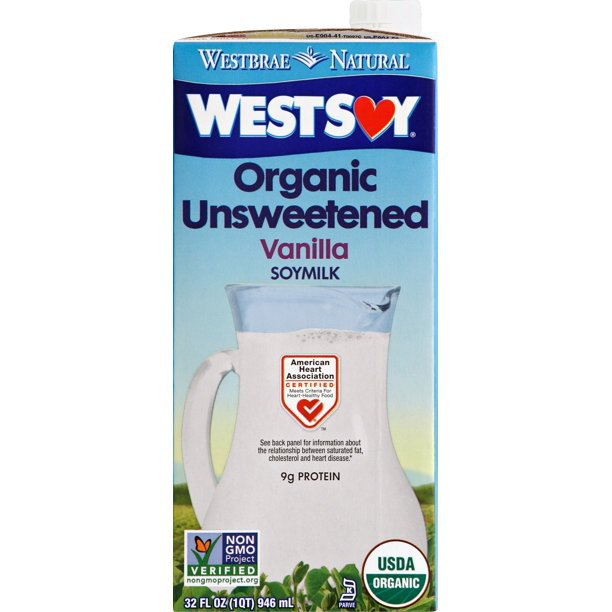 WESTBRAE NATURAL®
WESTSOY®
Organic
Unsweetened
Vanilla
SOYMILK
American
Heart
Association
CERTIFIED
Meets Criteria For
Heart-Healthy Food
TM
See back panel for information about
the relationship between saturated fat,
cholesterol and heart disease.*
9g PROTEIN
NON
GMO
Project
VERIFIED
nongmoproject.org
USDA
ORGANIC
K
PARVE
32 FL OZ (1QT) 946 mL